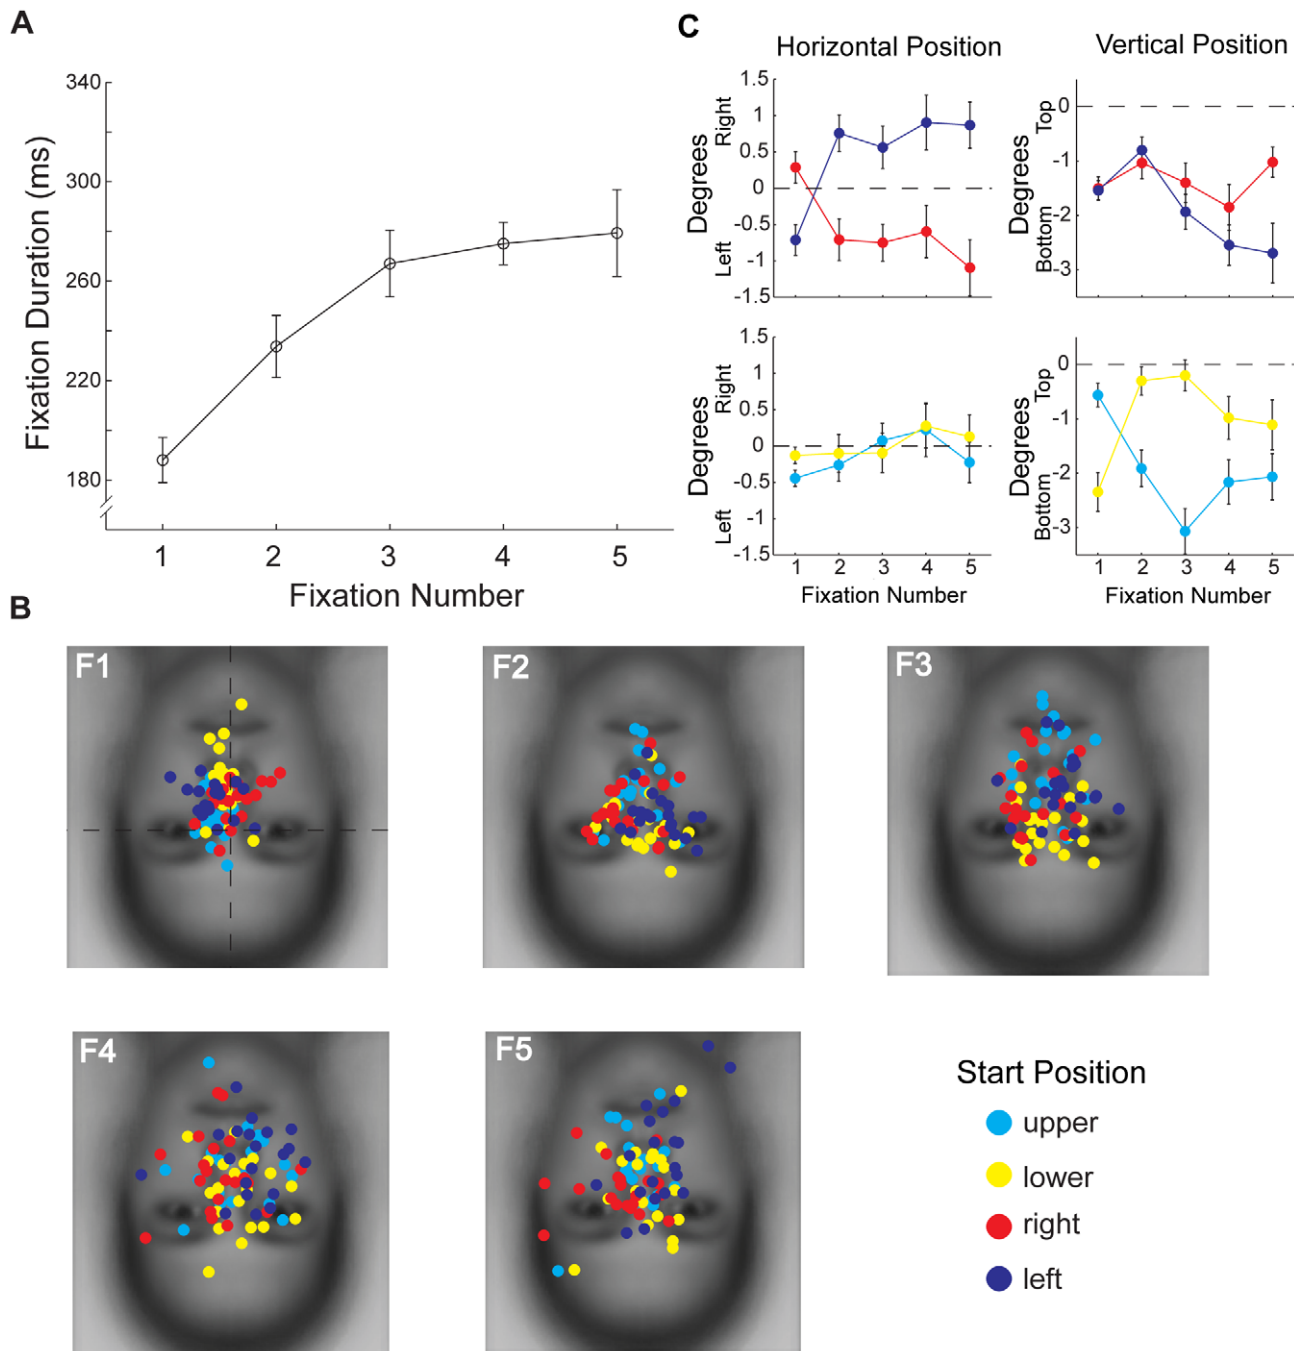 A
340
300
260
220
180
Fixation Duration (ms)
1 2 3 4 5
Fixation Number
C
Horizontal Position
Vertical Position
1.5
1
0.5
0
-0.5
-1
-1.5
Degrees
Right
Left
0
-1
-2
-3
Degrees
Top
Bottom
1.5
1
0.5
0
-0.5
-1
-1.5
Degrees
Right
Left
1 2 3 4 5
Fixation Number
0
-1
-2
-3
Degrees
Top
Bottom
1 2 3 4 5
Fixation Number
B
F1
F2
F3
F4
F5
Start Position
upper
lower
right
left